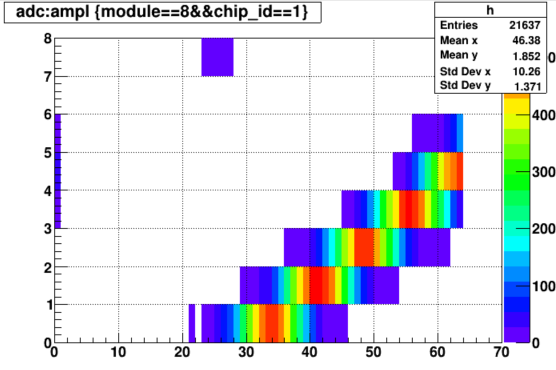 adc:ampl {module==8&&chip_id==1}
h
Entries 21637
Mean x 46.38
Mean y 1.852
Std Dev x 10.26
Std Dev y 1.371
8
7
6
5
4
3
2
1
0
0 10 20 30 40 50 60 70
0
400
300
200
100
0